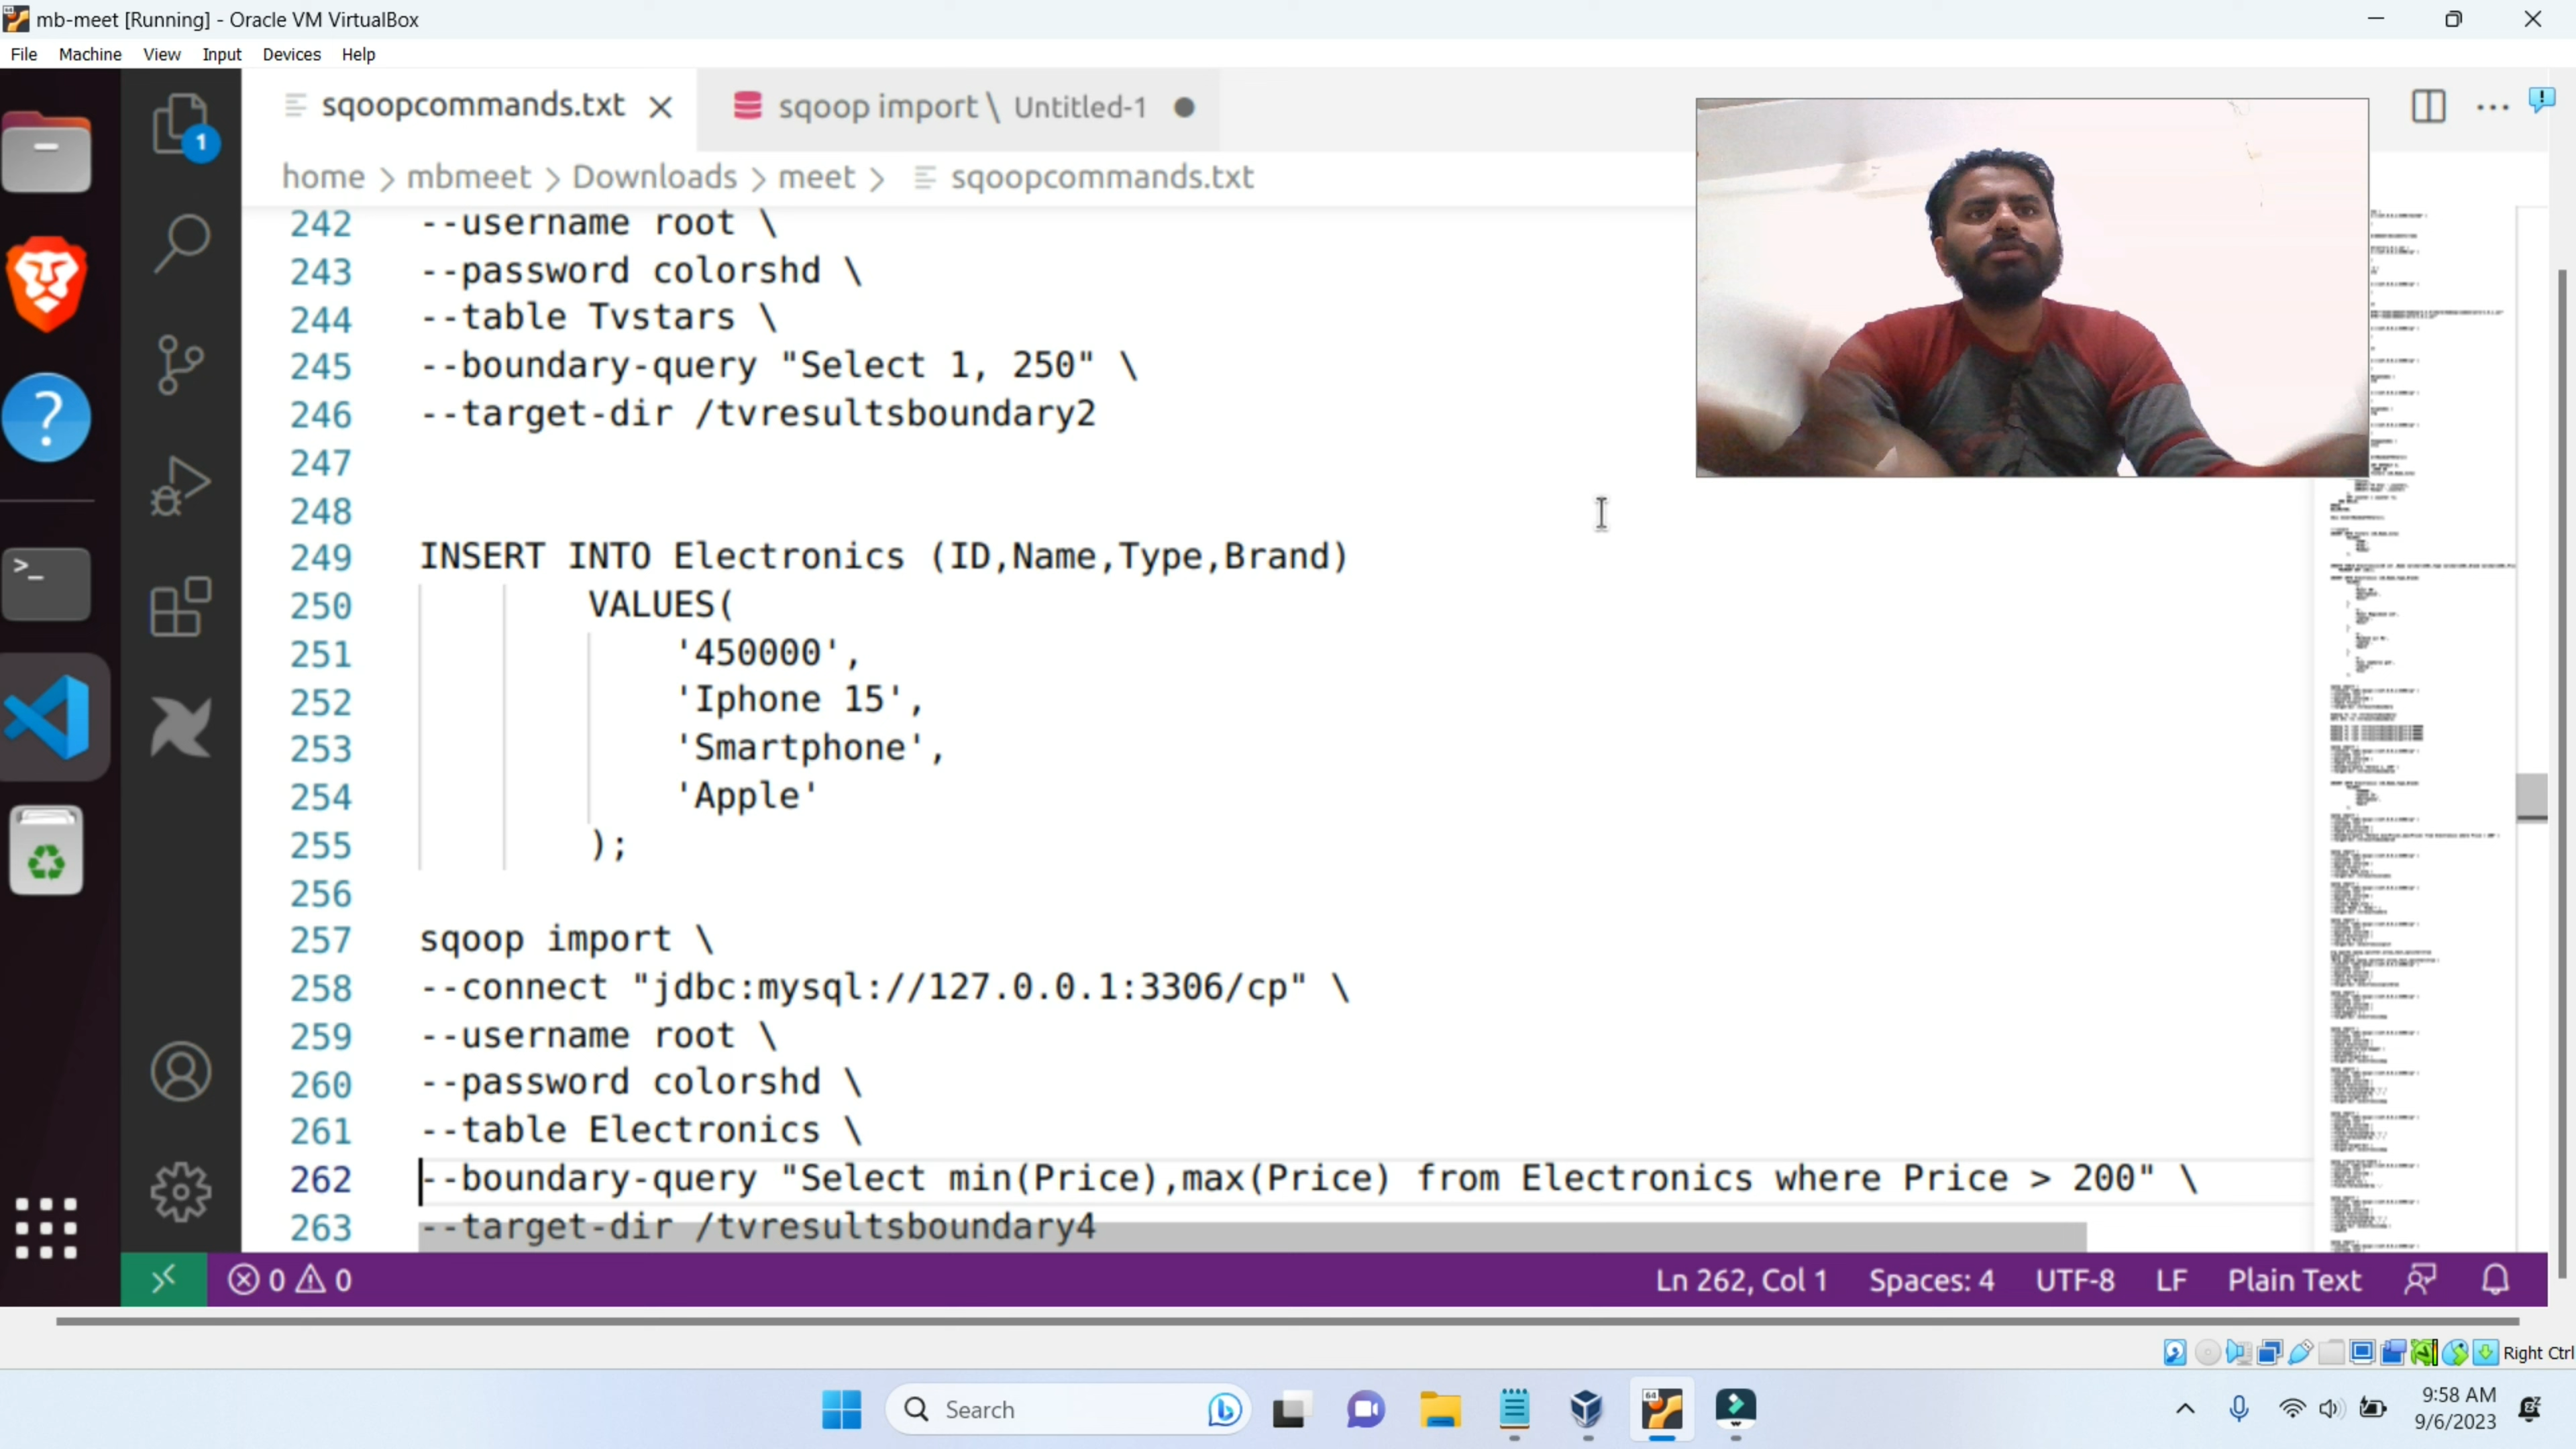 mb-meet [Running] - Oracle VM VirtualBox
File Machine View Input Devices Help
sqoopcommands.txt
sqoop import \ Untitled-1
1
home > mbmeet > Downloads > meet > sqoopcommands.txt
242 --username root \
243 --password colorshd \
244 --table Tvstars \
245 --boundary-query "Select 1, 250" \
246 --target-dir /tvresultsboundary2
247
248
249 INSERT INTO Electronics (ID,Name,Type,Brand)
250 VALUES(
251 '450000',
252 'Iphone 15',
253 'Smartphone',
254 'Apple'
255 );
256
257 sqoop import \
258 --connect "jdbc:mysql://127.0.0.1:3306/cp" \
259 --username root \
260 --password colorshd \
261 --table Electronics \
262 --boundary-query "Select min(Price),max(Price) from Electronics where Price > 200" \
263 --target-dir /tvresultsboundary4
0 0 Ln 262, Col 1 Spaces: 4 UTF-8 LF Plain Text
Right Ctrl
Search
64
9:58 AM
9/6/2023